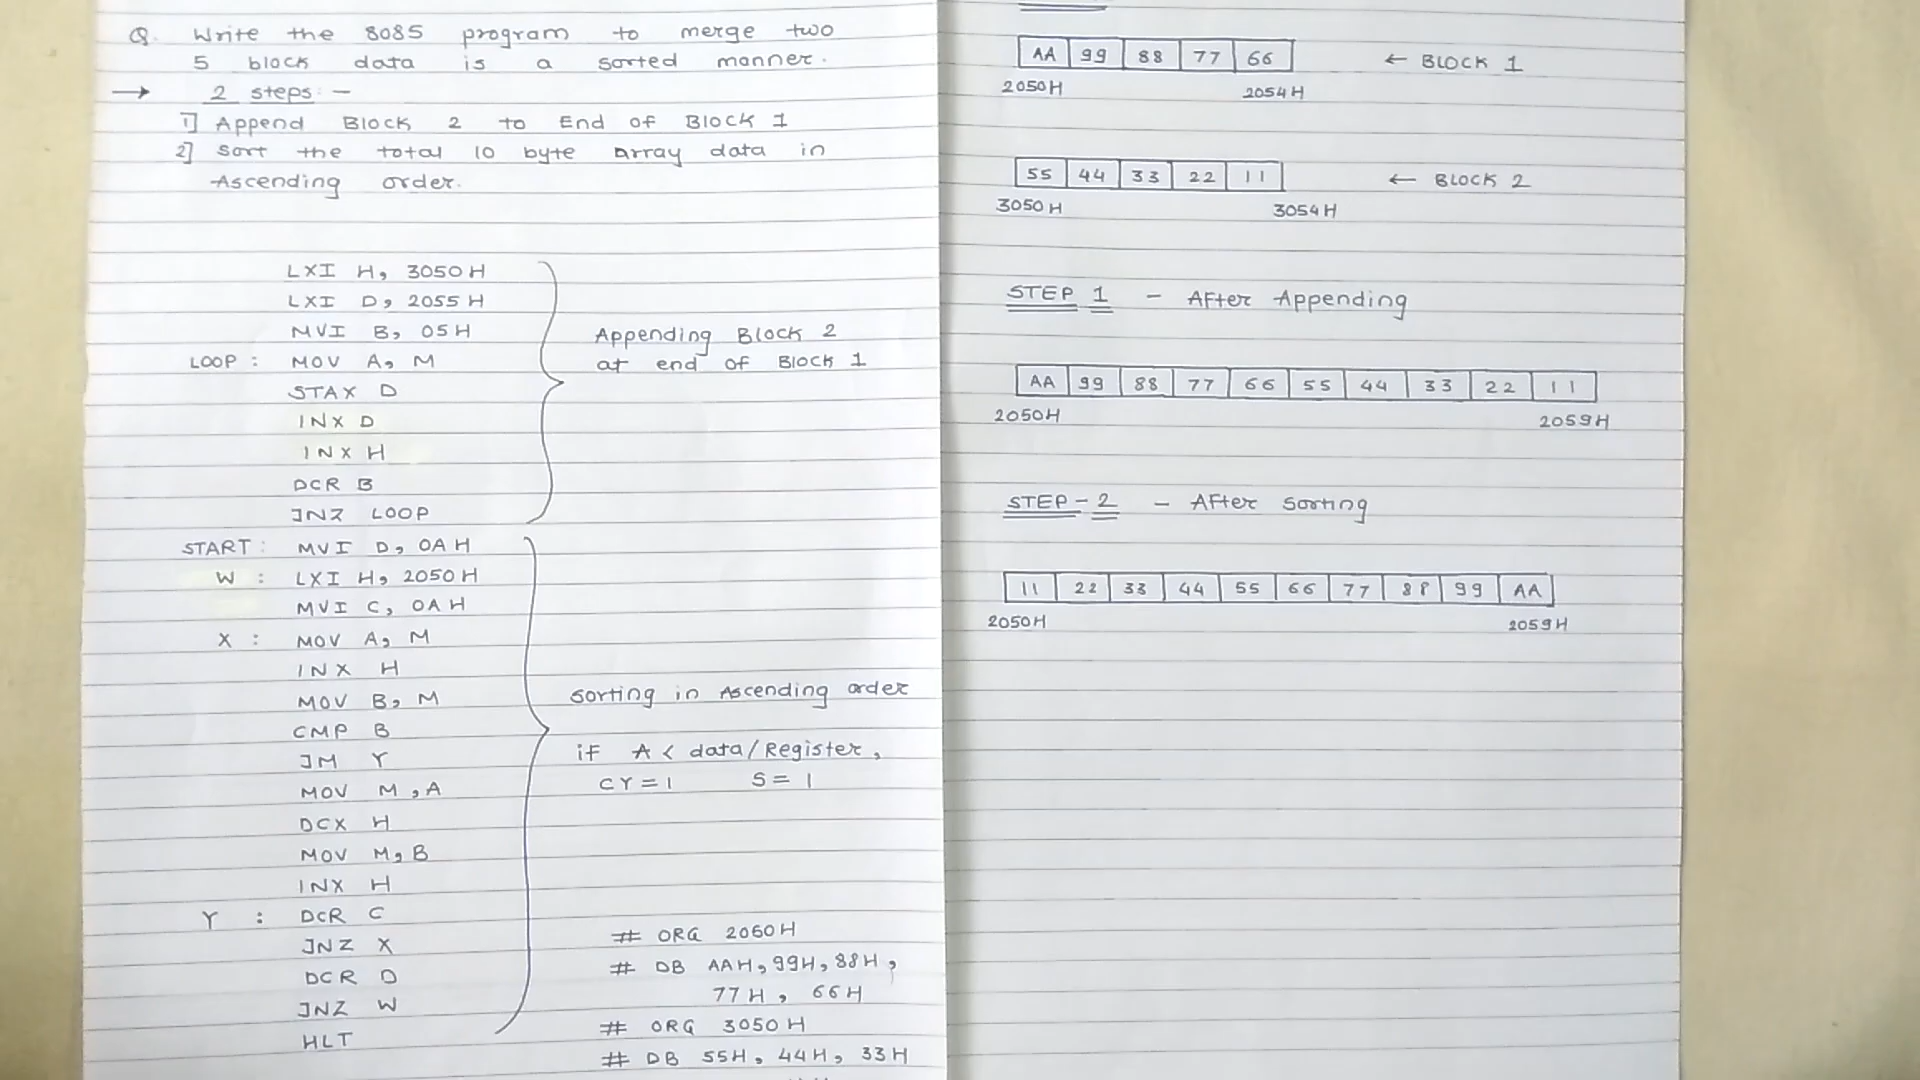 Q. Write the 8085 program to merge two
5 block data is a sorted manner.
→ 2 steps: -
1] Append Block 2 to End of Block 1
2] Sort the total 10 byte array data in
Ascending order.
LXI H, 3050H
LXI D, 2055H
MVI B, 05H
LOOP : MOV A, M
STAX D
INX D
INX H
DCR B
JNZ LOOP
Appending Block 2
at end of Block 1
START : MVI D, 0AH
W : LXI H, 2050H
MVI C, 0AH
X : MOV A, M
INX H
MOV B, M
CMP B
JM Y
MOV M, A
DCX H
MOV M, B
INX H
Y : DCR C
JNZ X
DCR D
JNZ W
HLT
Sorting in Ascending order
if A < data/Register,
CY = 1 S = 1
# ORG 2050H
# DB AAH, 99H, 88H,
77H, 66H
# ORG 3050H
# DB 55H, 44H, 33H
AA 99 88 77 66 ← BLOCK 1
2050H 2054H
55 44 33 22 11 ← BLOCK 2
3050H 3054H
STEP 1 - After Appending
AA 99 88 77 66 55 44 33 22 11
2050H 2059H
STEP-2 - After Sorting
11 22 33 44 55 66 77 88 99 AA
2050H 2059H